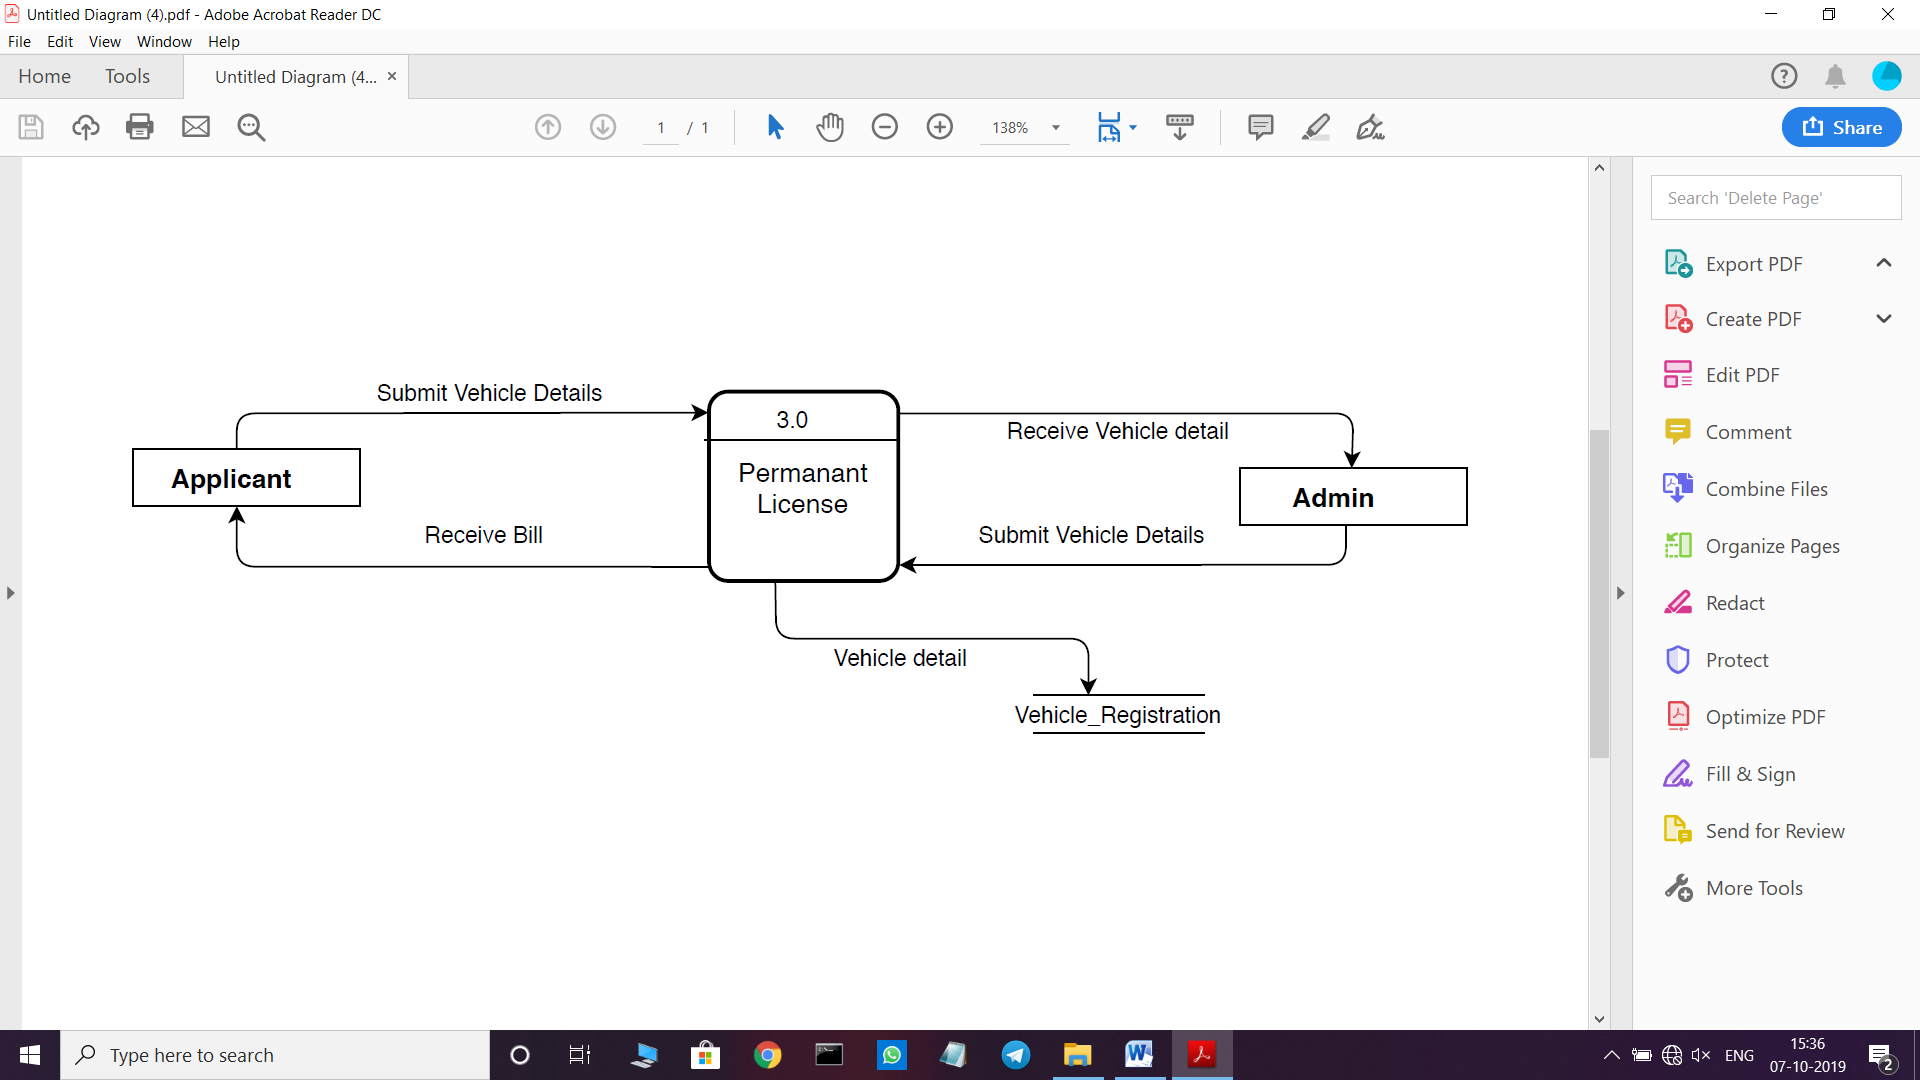 Untitled Diagram (4).pdf - Adobe Acrobat Reader DC
File Edit View Window Help
Home Tools Untitled Diagram (4... ×
1 / 1 138% Share
Search 'Delete Page'
Export PDF
Create PDF
Edit PDF
Comment
Combine Files
Organize Pages
Redact
Protect
Optimize PDF
Fill & Sign
Send for Review
More Tools
Submit Vehicle Details
3.0
Receive Vehicle detail
Applicant
Permanant
License
Admin
Receive Bill
Submit Vehicle Details
Vehicle detail
Vehicle_Registration
Type here to search
ENG
15:36
07-10-2019
2